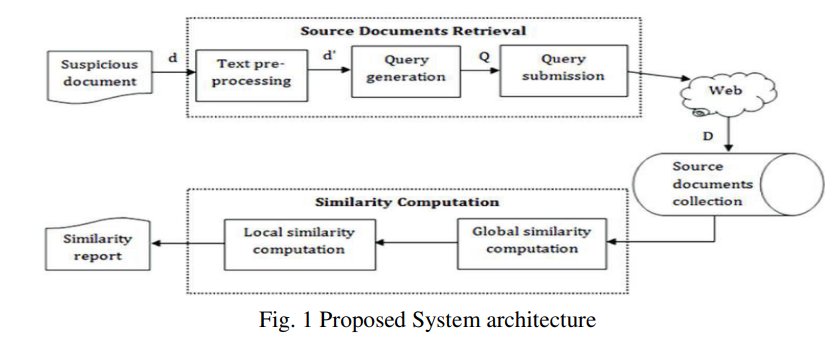 Source Documents Retrieval
Suspicious
document
d
Text pre-
processing
d'
Query
generation
Q
Query
submission
Web
D
Source
documents
collection
Similarity Computation
Global similarity
computation
Local similarity
computation
Similarity
report
Fig. 1 Proposed System architecture